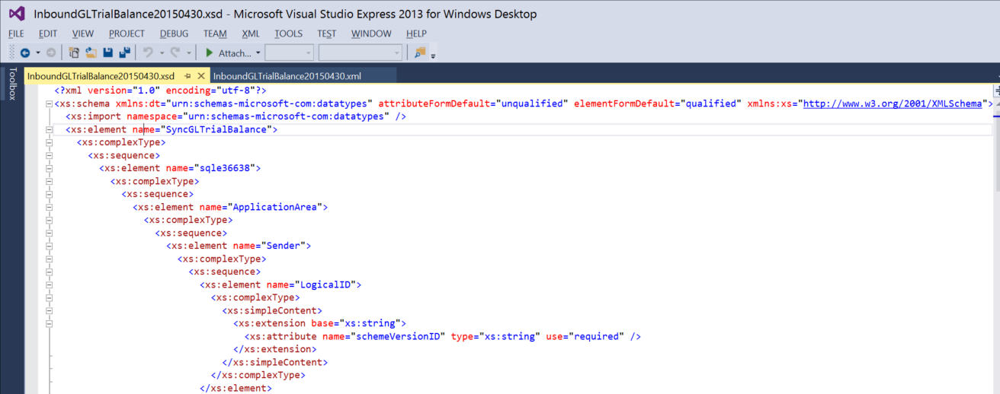 InboundGLTrialBalance20150430.xsd - Microsoft Visual Studio Express 2013 for Windows Desktop
FILE EDIT VIEW PROJECT DEBUG TEAM XML TOOLS TEST WINDOW HELP
Attach...
Toolbox
InboundGLTrialBalance20150430.xsd InboundGLTrialBalance20150430.xml
<?xml version="1.0" encoding="utf-8"?>
<xs:schema xmlns:dt="urn:schemas-microsoft-com:datatypes" attributeFormDefault="unqualified" elementFormDefault="qualified" xmlns:xs="http://www.w3.org/2001/XMLSchema">
<xs:import namespace="urn:schemas-microsoft-com:datatypes" />
<xs:element name="SyncGLTrialBalance">
<xs:complexType>
<xs:sequence>
<xs:element name="sqle36638">
<xs:complexType>
<xs:sequence>
<xs:element name="ApplicationArea">
<xs:complexType>
<xs:sequence>
<xs:element name="Sender">
<xs:complexType>
<xs:sequence>
<xs:element name="LogicalID">
<xs:complexType>
<xs:simpleContent>
<xs:extension base="xs:string">
<xs:attribute name="schemeVersionID" type="xs:string" use="required" />
</xs:extension>
</xs:simpleContent>
</xs:complexType>
</xs:element>